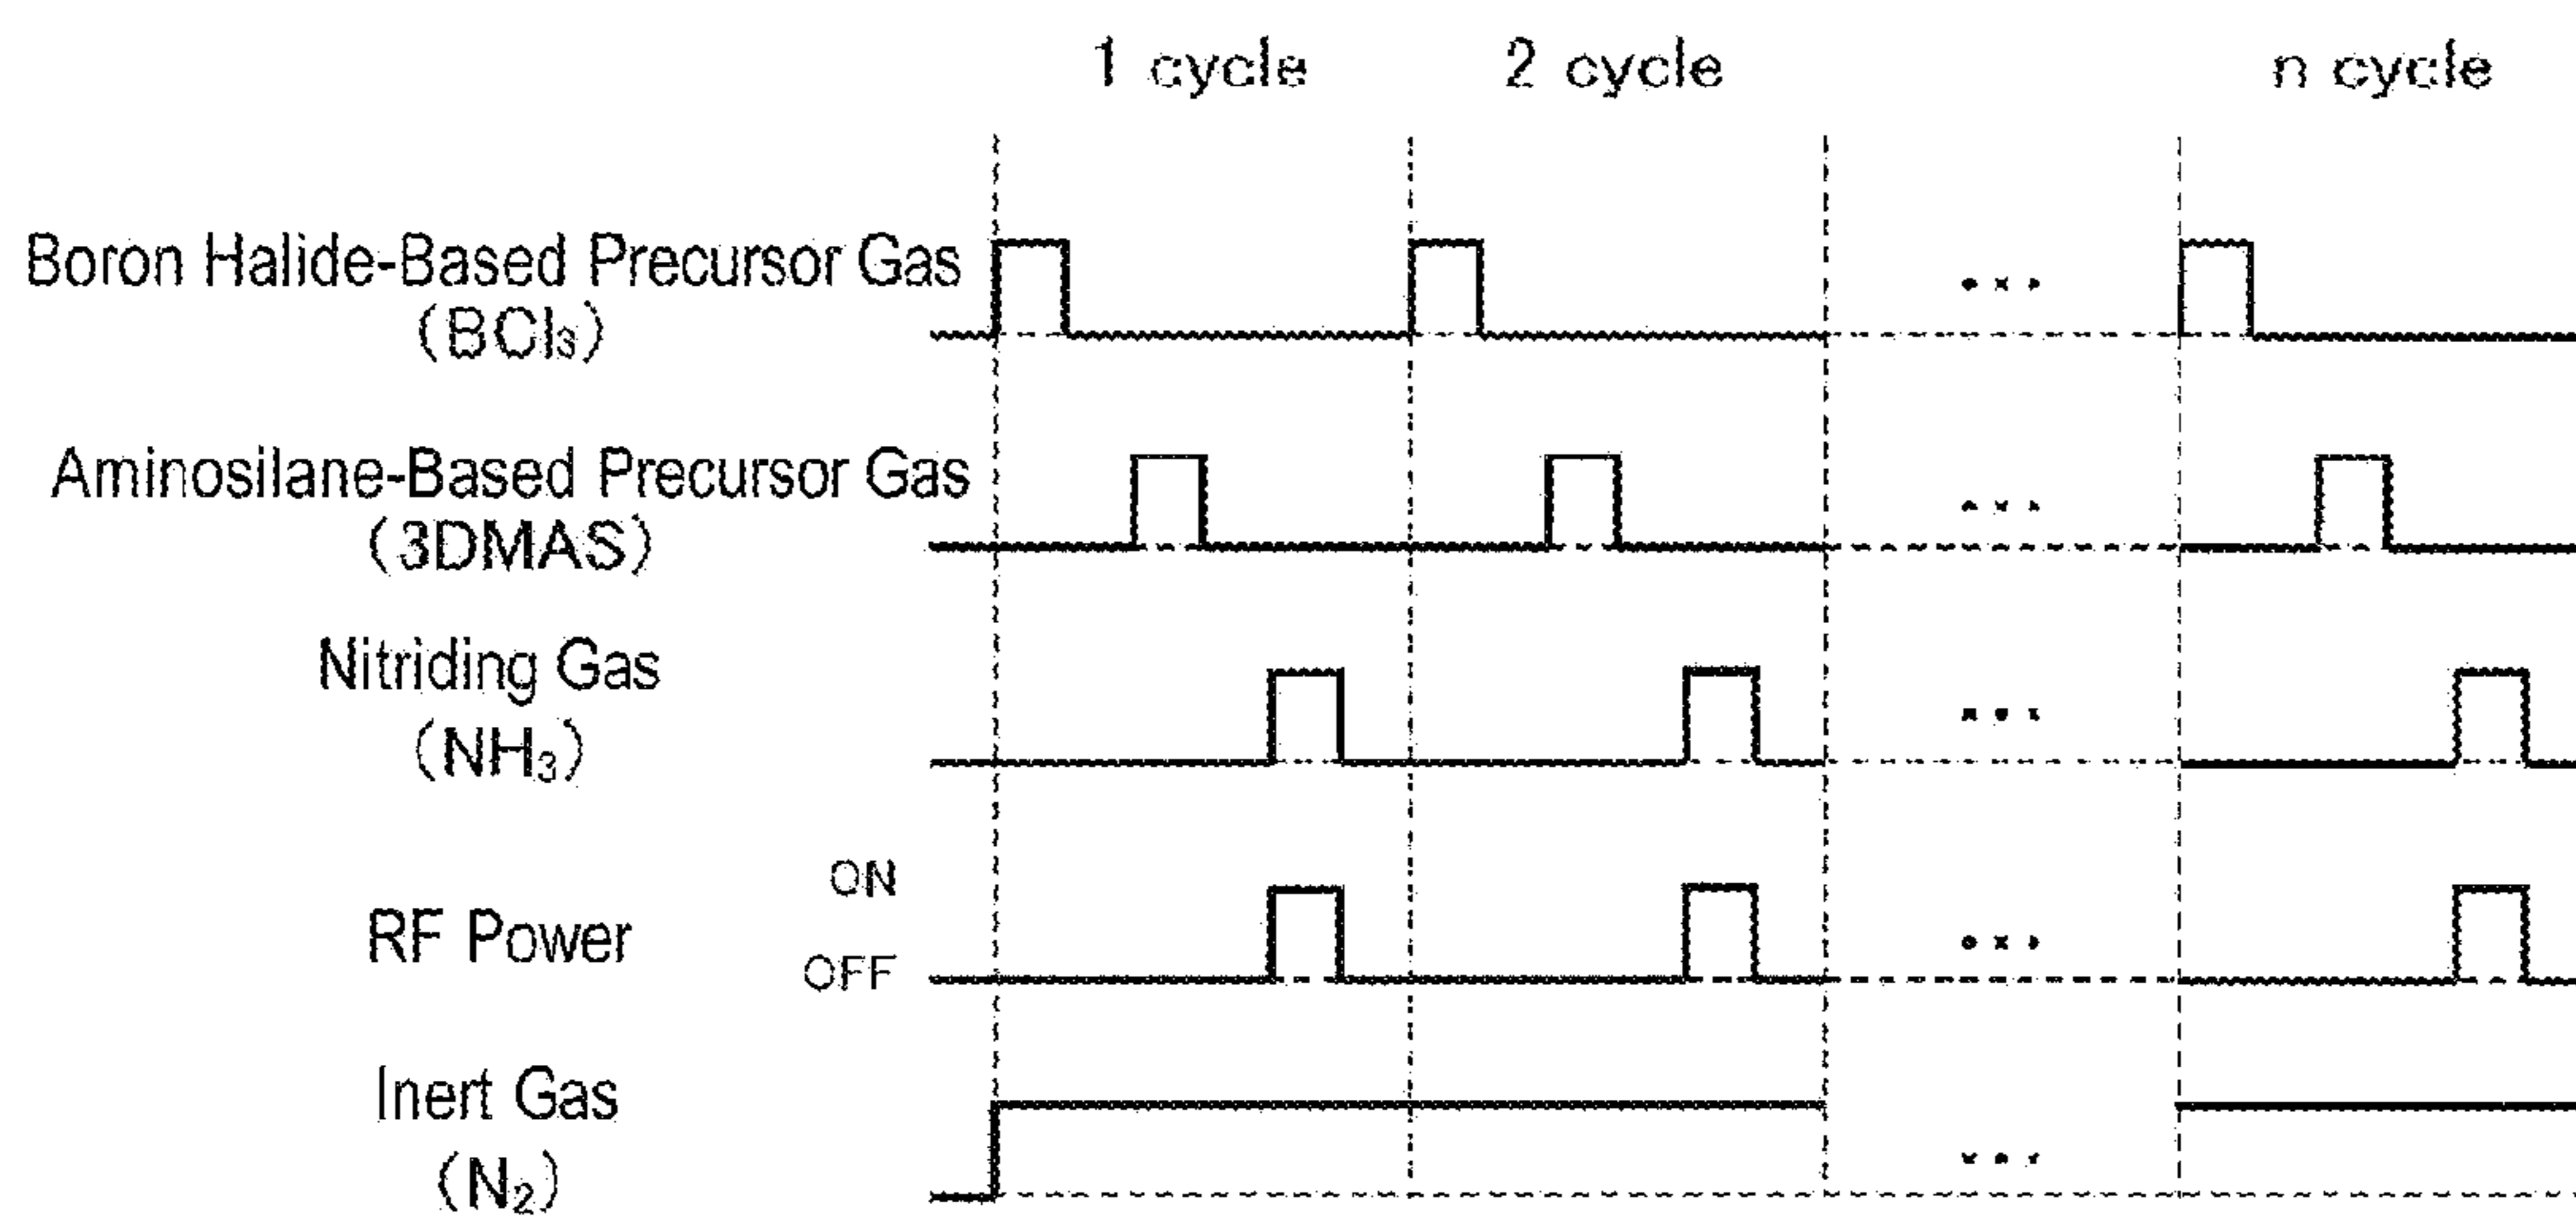 1 cycle 2 cycle n cycle
Boron Halide-Based Precursor Gas
(BCl₃)
Aminosilane-Based Precursor Gas
(3DMAS)
Nitriding Gas
(NH₃)
ON
RF Power
OFF
Inert Gas
(N₂)